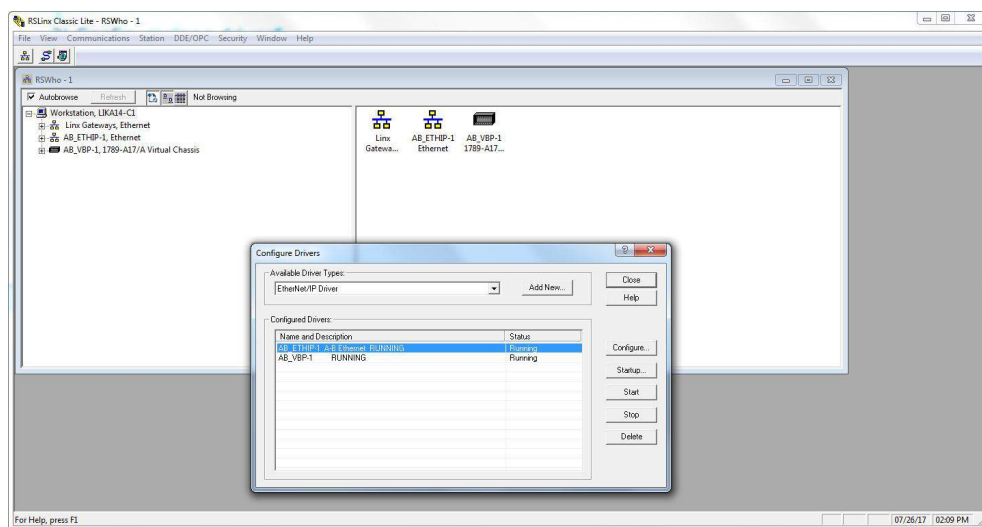 RSLinx Classic Lite - RSWho - 1
File View Communications Station DDE/OPC Security Window Help
RSWho - 1
Autobrowse Refresh Not Browsing
Workstation, LIKA14-C1
Linx Gateways, Ethernet
AB_ETHIP-1, Ethernet
AB_VBP-1, 1789-A17/A Virtual Chassis
Linx Gatewa...
AB_ETHIP-1 Ethernet
AB_VBP-1 1789-A17...
Configure Drivers
Available Driver Types:
EtherNet/IP Driver
Add New...
Close
Help
Configured Drivers:
Name and Description Status
AB_ETHIP-1 A-B Ethernet RUNNING Running
AB_VBP-1 RUNNING Running
Configure...
Startup...
Start
Stop
Delete
For Help, press F1
07/26/17 02:09 PM